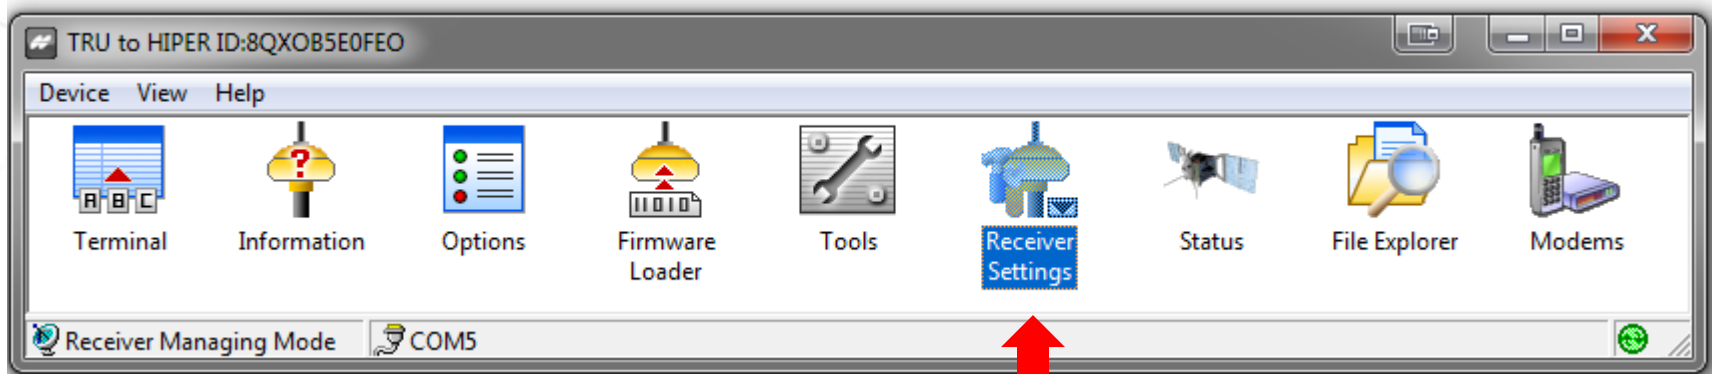 TRU to HIPER ID:8QXOB5E0FEO
Device View Help
A B C
?
11010
Terminal Information Options Firmware Loader Tools Receiver Settings Status File Explorer Modems
Receiver Managing Mode COM5